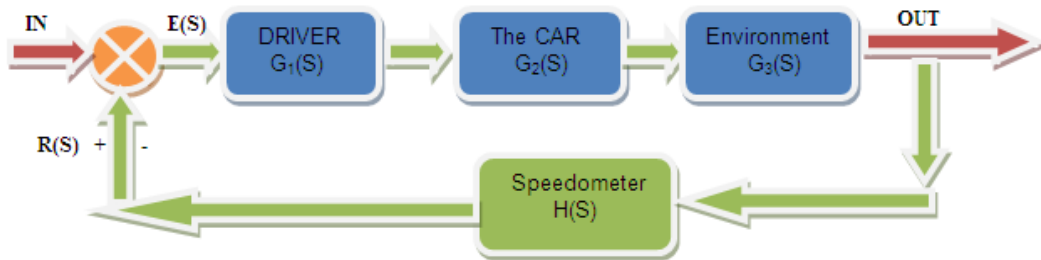 IN
E(S)
DRIVER
G₁(S)
The CAR
G₂(S)
Environment
G₃(S)
OUT
R(S) + -
Speedometer
H(S)